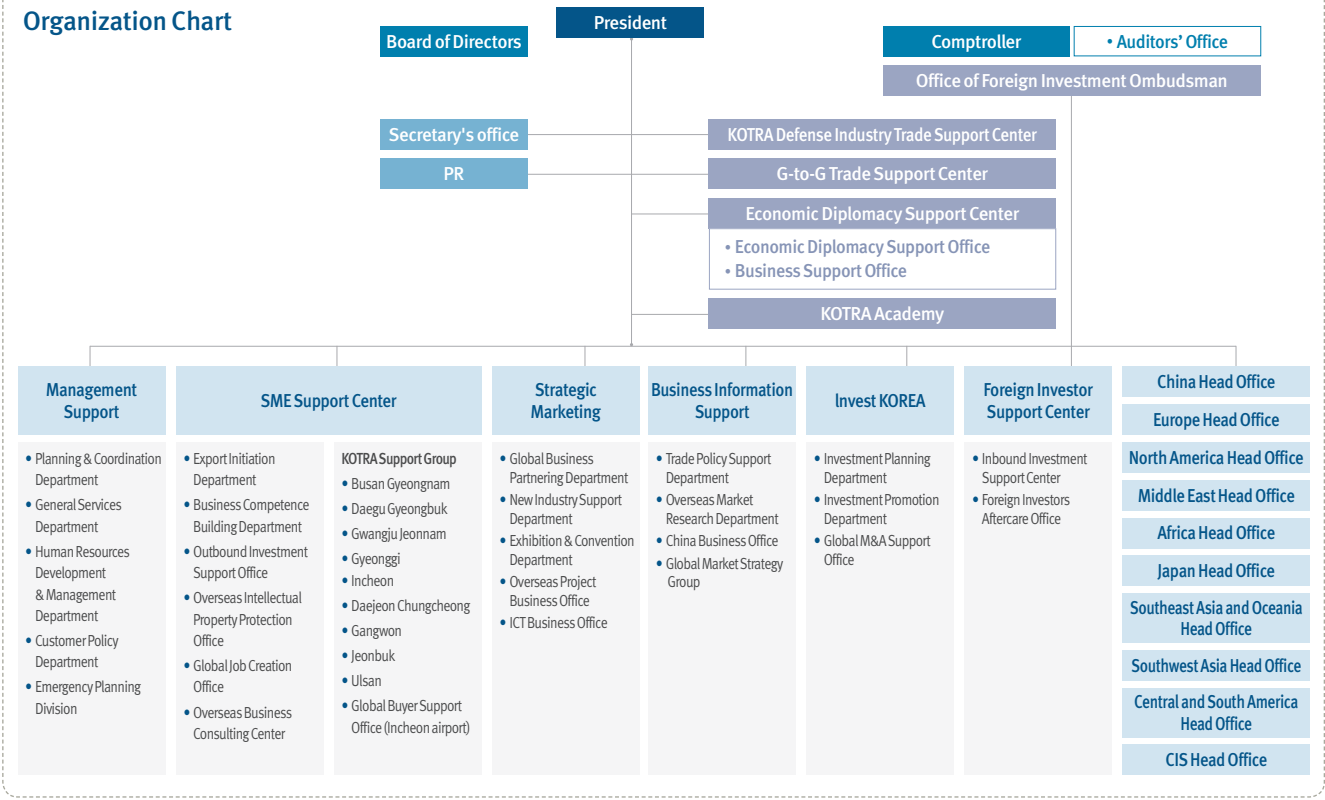 Organization Chart
President
Board of Directors
Comptroller
• Auditors' Office
Office of Foreign Investment Ombudsman
Secretary's office
KOTRA Defense Industry Trade Support Center
PR
G-to-G Trade Support Center
Economic Diplomacy Support Center
• Economic Diplomacy Support Office
• Business Support Office
KOTRA Academy
Management
Support
• Planning & Coordination
Department
• General Services
Department
• Human Resources
Development
& Management
Department
• Customer Policy
Department
• Emergency Planning
Division
SME Support Center
• Export Initiation
Department
• Business Competence
Building Department
• Outbound Investment
Support Office
• Overseas Intellectual
Property Protection
Office
• Global Job Creation
Office
• Overseas Business
Consulting Center
KOTRA Support Group
• Busan Gyeongnam
• Daegu Gyeongbuk
• Gwangju Jeonnam
• Gyeonggi
• Incheon
• Daejeon Chungcheong
• Gangwon
• Jeonbuk
• Ulsan
• Global Buyer Support
Office (Incheon airport)
Strategic
Marketing
• Global Business
Partnering Department
• New Industry Support
Department
• Exhibition & Convention
Department
• Overseas Project
Business Office
• ICT Business Office
Business Information
Support
• Trade Policy Support
Department
• Overseas Market
Research Department
• China Business Office
• Global Market Strategy
Group
Invest KOREA
• Investment Planning
Department
• Investment Promotion
Department
• Global M&A Support
Office
Foreign Investor
Support Center
• Inbound Investment
Support Center
• Foreign Investors
Aftercare Office
China Head Office
Europe Head Office
North America Head Office
Middle East Head Office
Africa Head Office
Japan Head Office
Southeast Asia and Oceania
Head Office
Southwest Asia Head Office
Central and South America
Head Office
CIS Head Office